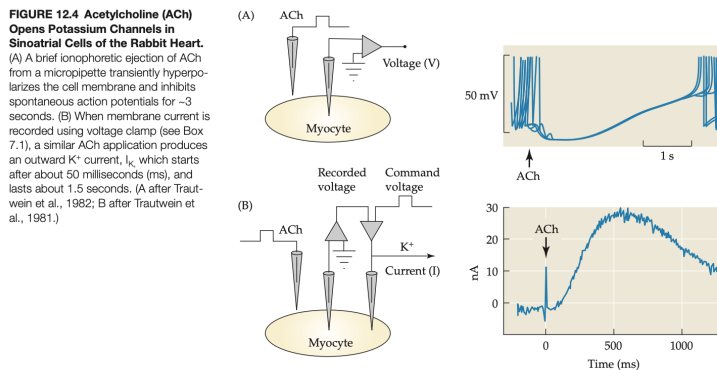 FIGURE 12.4 Acetylcholine (ACh)
Opens Potassium Channels in
Sinoatrial Cells of the Rabbit Heart.
(A) A brief ionophoretic ejection of ACh
from a micropipette transiently hyperpo-
larizes the cell membrane and inhibits
spontaneous action potentials for ~3
seconds. (B) When membrane current is
recorded using voltage clamp (see Box
7.1), a similar ACh application produces
an outward K+ current, IK, which starts
after about 50 milliseconds (ms), and
lasts about 1.5 seconds. (A after Traut-
wein et al., 1982; B after Trautwein et
al., 1981.)
(A)
ACh
Voltage (V)
Myocyte
50 mV
1 s
ACh
(B)
Recorded
voltage
Command
voltage
ACh
K+
Current (I)
Myocyte
30
20
10
0
nA
ACh
0
500
1000
Time (ms)